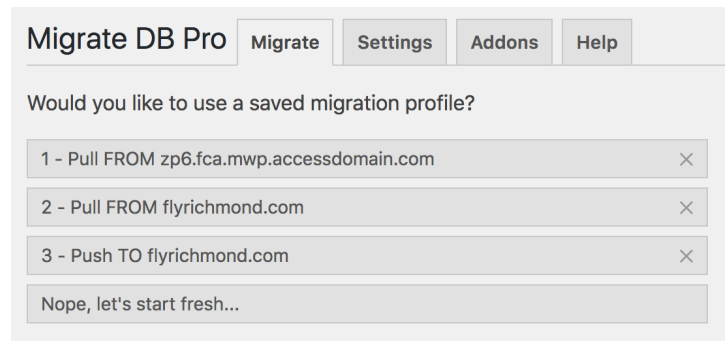 Migrate DB Pro Migrate Settings Addons Help
Would you like to use a saved migration profile?
1 - Pull FROM zp6.fca.mwp.accessdomain.com
2 - Pull FROM flyrichmond.com
3 - Push TO flyrichmond.com
Nope, let's start fresh...